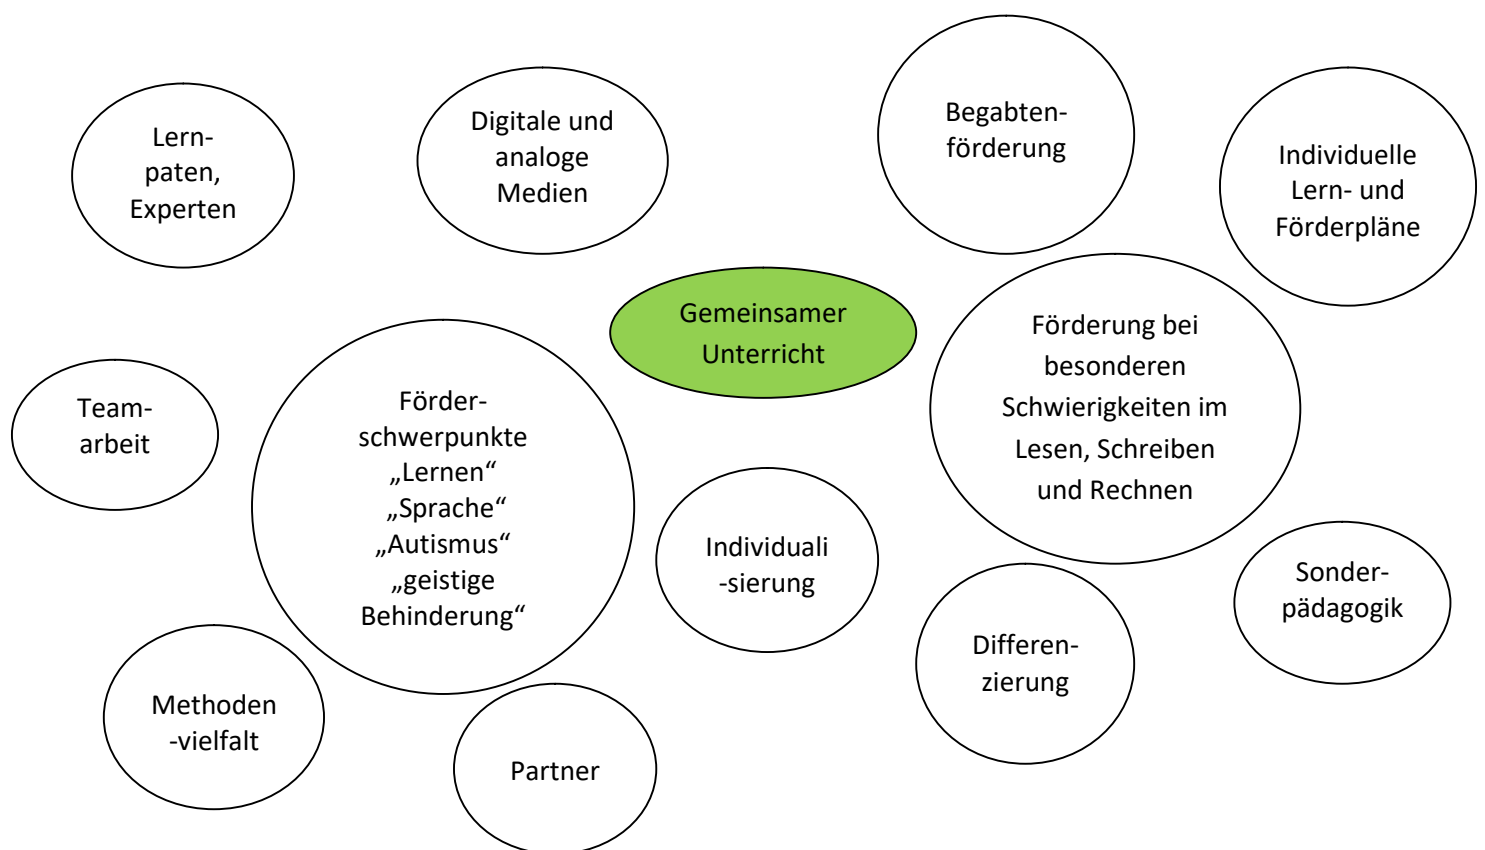 Lern-
paten,
Experten
Digitale und
analoge
Medien
Begabten-
förderung
Individuelle
Lern- und
Förderpläne
Gemeinsamer
Unterricht
Förderung bei
besonderen
Schwierigkeiten im
Lesen, Schreiben
und Rechnen
Team-
arbeit
Förder-
schwerpunkte
„Lernen“
„Sprache“
„Autismus“
„geistige
Behinderung“
Individuali
-sierung
Sonder-
pädagogik
Differen-
zierung
Methoden
-vielfalt
Partner